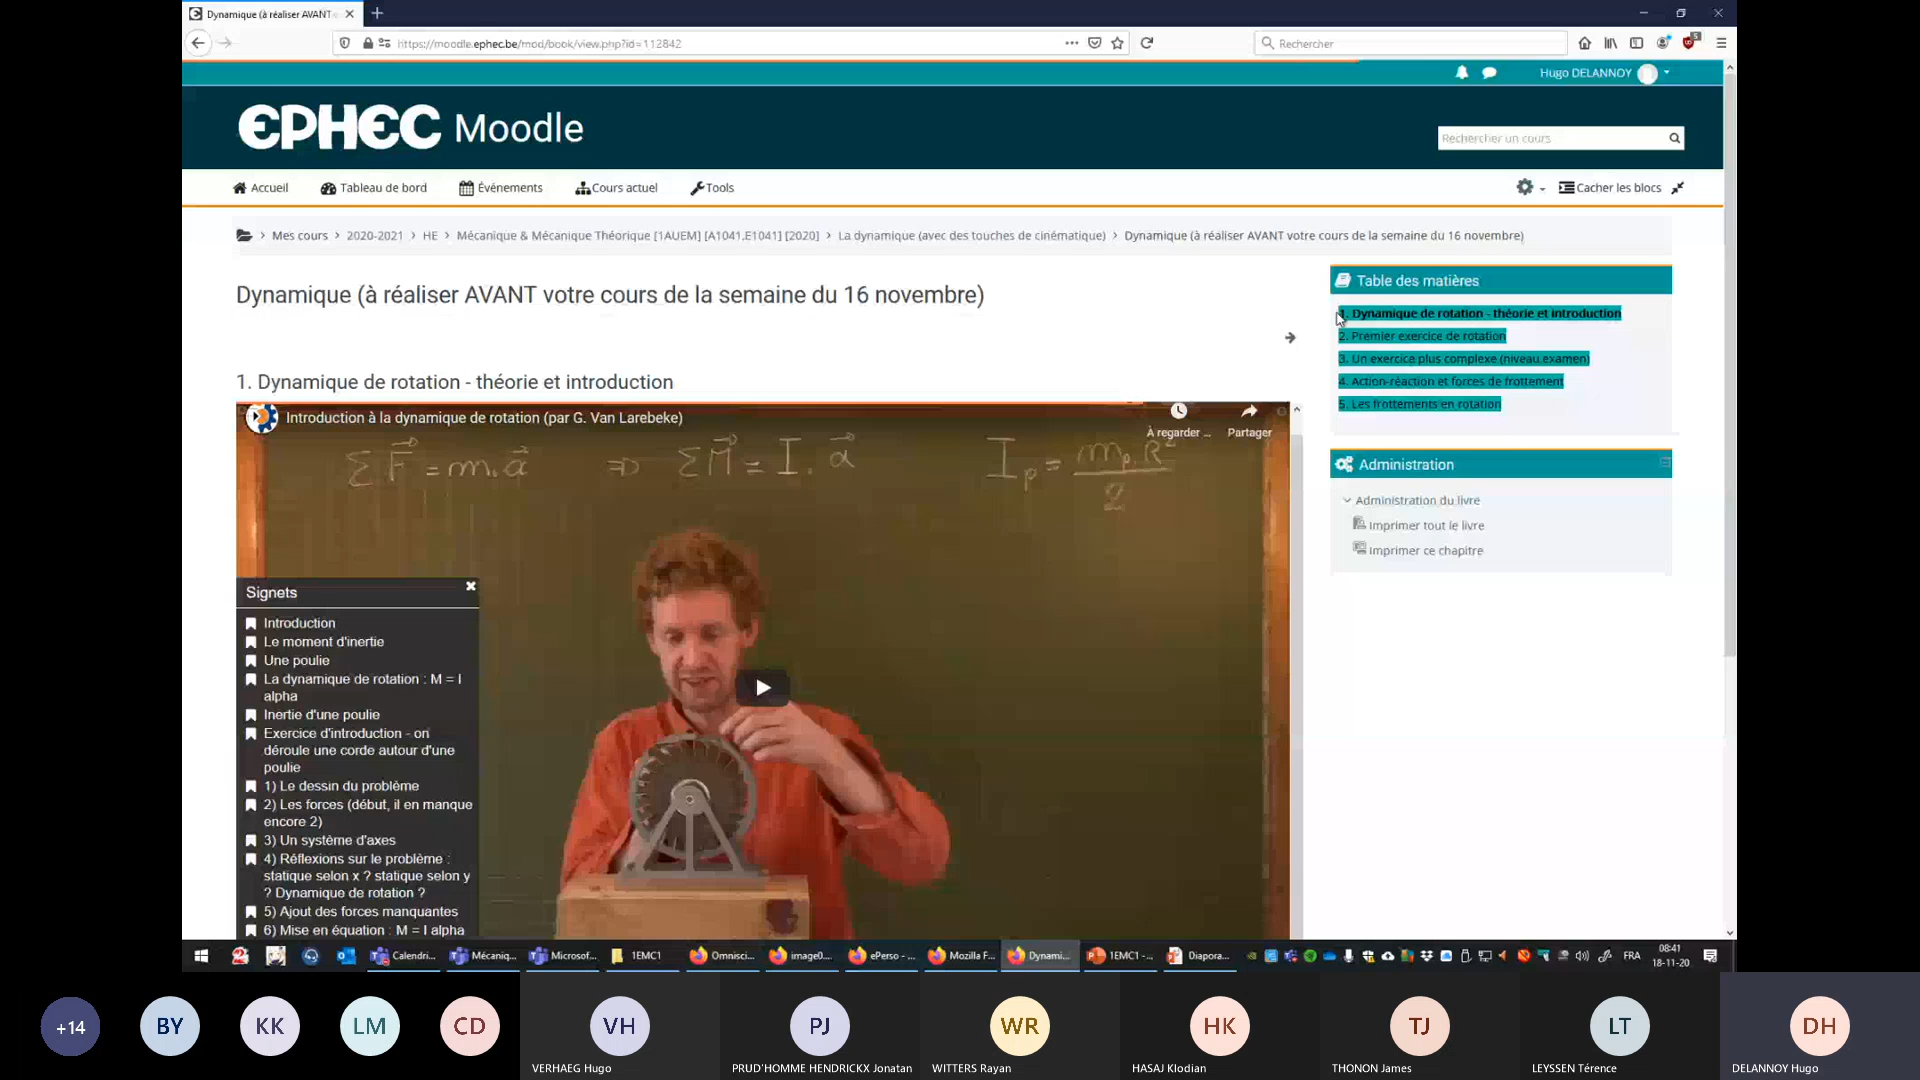 Dynamique (à réaliser AVANT
https://moodle.ephec.be/mod/book/view.php?id=112842
Rechercher
5
Hugo DELANNOY
EPHEC Moodle
Rechercher un cours
Accueil
Tableau de bord
Événements
Cours actuel
Tools
Cacher les blocs
Mes cours > 2020-2021 > HE > Mécanique & Mécanique Théorique [1AUEM] [A1041,E1041] [2020] > La dynamique (avec des touches de cinématique) > Dynamique (à réaliser AVANT votre cours de la semaine du 16 novembre)
Dynamique (à réaliser AVANT votre cours de la semaine du 16 novembre)
1. Dynamique de rotation - théorie et introduction
Introduction à la dynamique de rotation (par G. Van Larebeke)
À regarder ...
Partager
Σ F = m.a ⇒ Σ M = I . α
I_p = m_p.R²
2
Signets
Introduction
Le moment d'inertie
Une poulie
La dynamique de rotation : M = I
alpha
Inertie d'une poulie
Exercice d'introduction - on
déroule une corde autour d'une
poulie
1) Le dessin du problème
2) Les forces (début, il en manque
encore 2)
3) Un système d'axes
4) Réflexions sur le problème :
statique selon x ? statique selon y
? Dynamique de rotation ?
5) Ajout des forces manquantes
6) Mise en équation : M = I alpha
Table des matières
1. Dynamique de rotation - théorie et introduction
2. Premier exercice de rotation
3. Un exercice plus complexe (niveau examen)
4. Action-réaction et forces de frottement
5. Les frottements en rotation
Administration
Administration du livre
Imprimer tout le livre
Imprimer ce chapitre
Calendri...
Mécaniq...
Microsof...
1EMC1
Omnisci...
image0...
ePerso - ...
Mozilla F...
Dynami...
1EMC1 -...
Diapora...
FRA
08:41
18-11-20
+14
BY
KK
LM
CD
VH
VERHAEG Hugo
PJ
PRUD'HOMME HENDRICKX Jonatan
WR
WITTERS Rayan
HK
HASAJ Klodian
TJ
THONON James
LT
LEYSSEN Térence
DH
DELANNOY Hugo